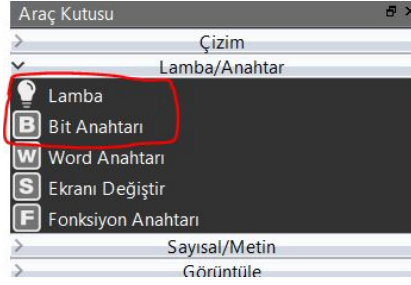 Araç Kutusu
Çizim
Lamba/Anahtar
Lamba
B Bit Anahtarı
W Word Anahtarı
S Ekranı Değiştir
F Fonksiyon Anahtarı
Sayısal/Metin
Görüntüle